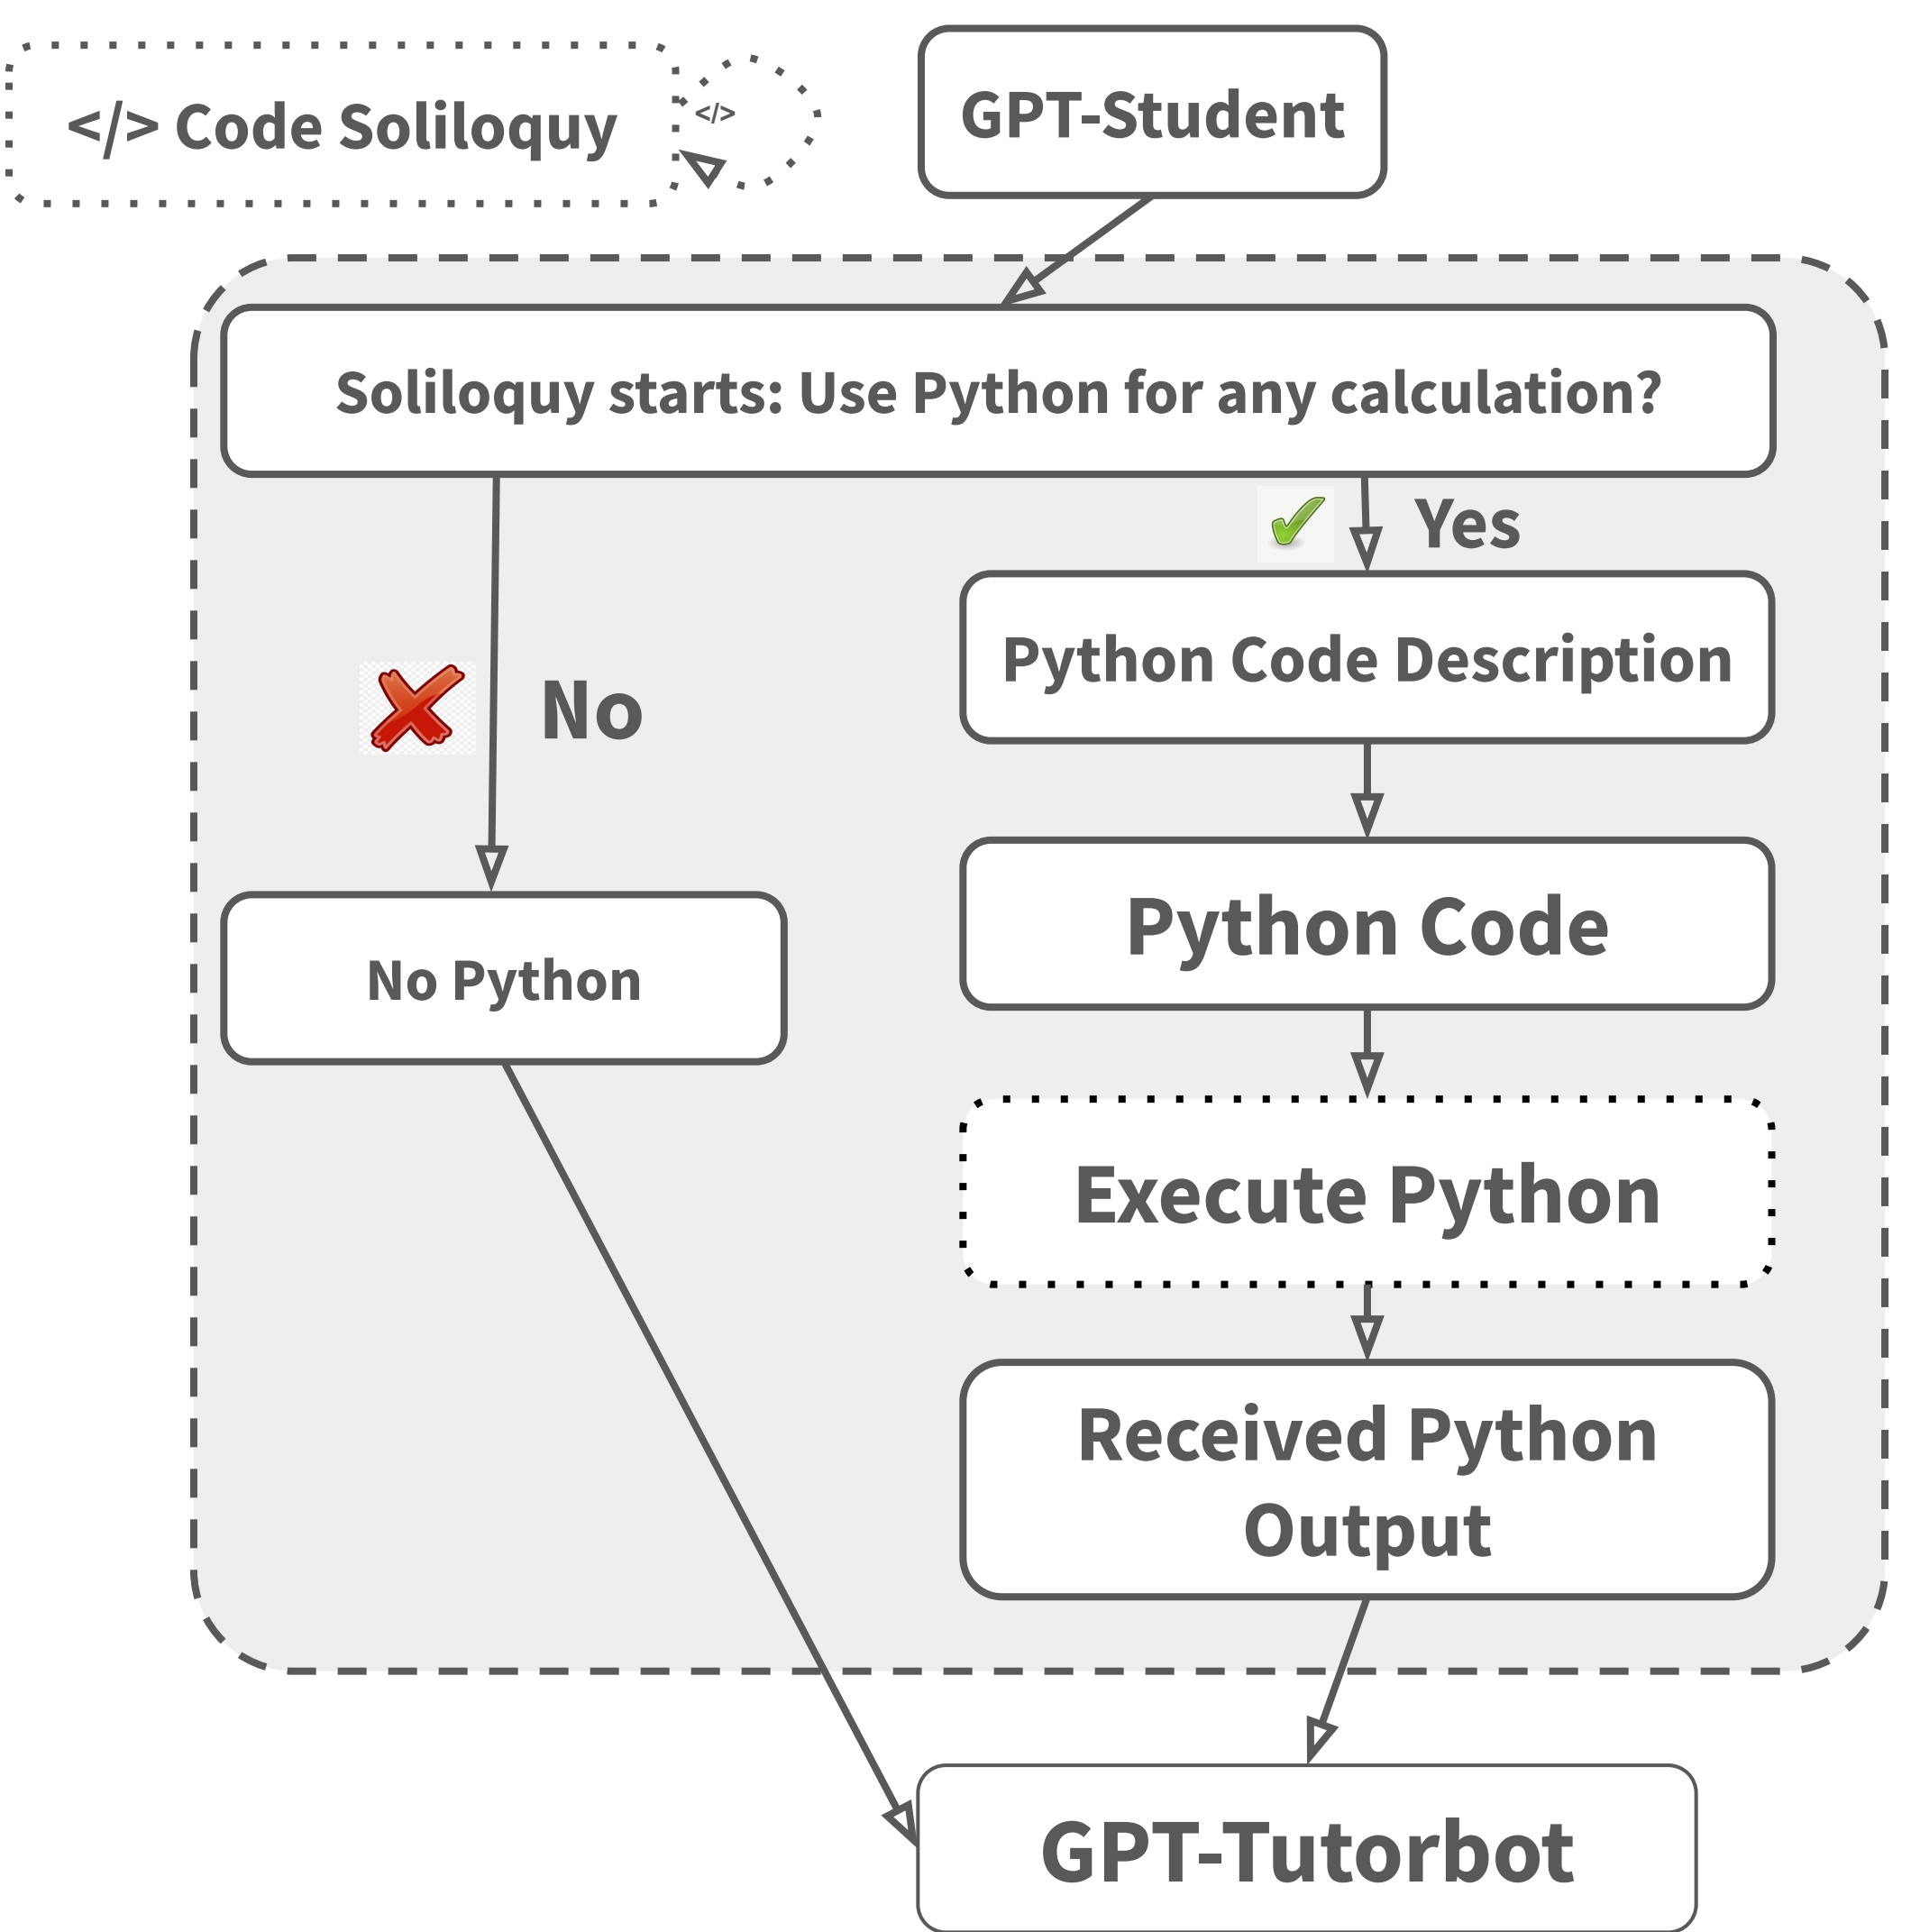 </> Code Soliloquy
</>
GPT-Student
Soliloquy starts: Use Python for any calculation?
Yes
No
Python Code Description
Python Code
No Python
Execute Python
Received Python
Output
GPT-Tutorbot